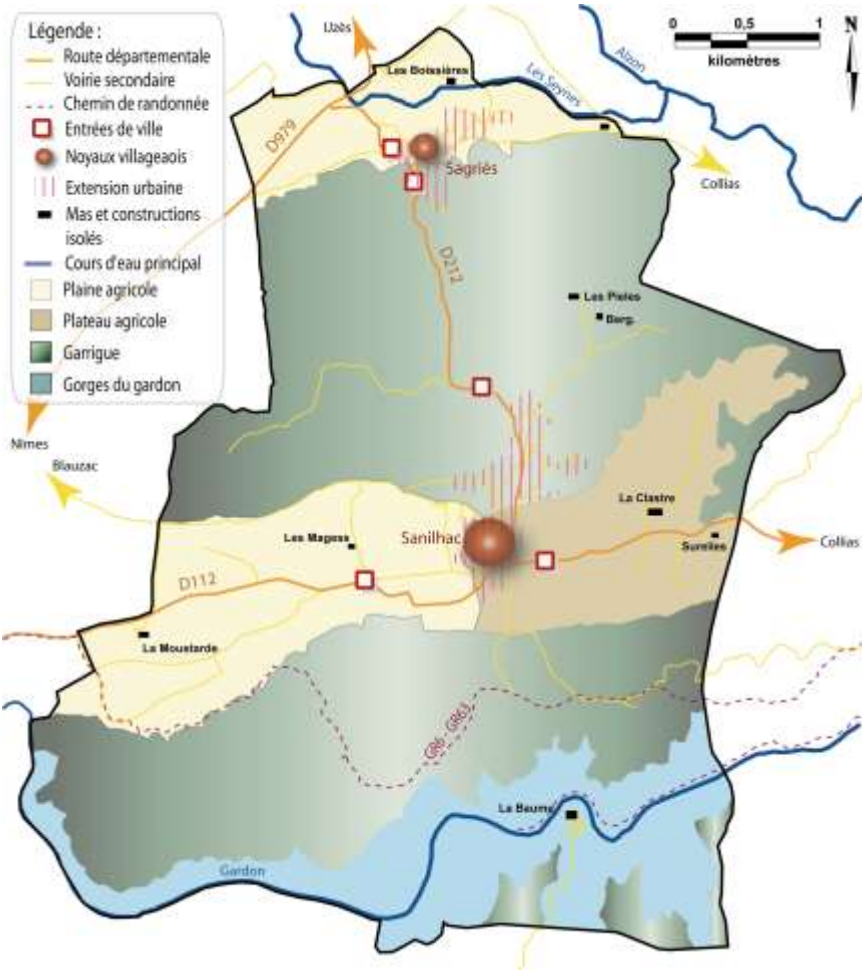 Légende :
Route départementale
Voirie secondaire
Chemin de randonnée
Entrées de ville
Noyaux villageaois
Extension urbaine
Mas et constructions
isolés
Cours d'eau principal
Plaine agricole
Plateau agricole
Garrigue
Gorges du gardon
Uzès
0 0,5 1
kilomètres
N
Alzon
Les Boissières
Les Seynes
D979
Sagriès
Collias
D212
Les Pieles
Berg.
Nimes
Blauzac
La Clastre
Les Magess
Sanilhac
Sureiles
Collias
D112
La Moustarde
GR6 - GR63
La Baume
Gardon